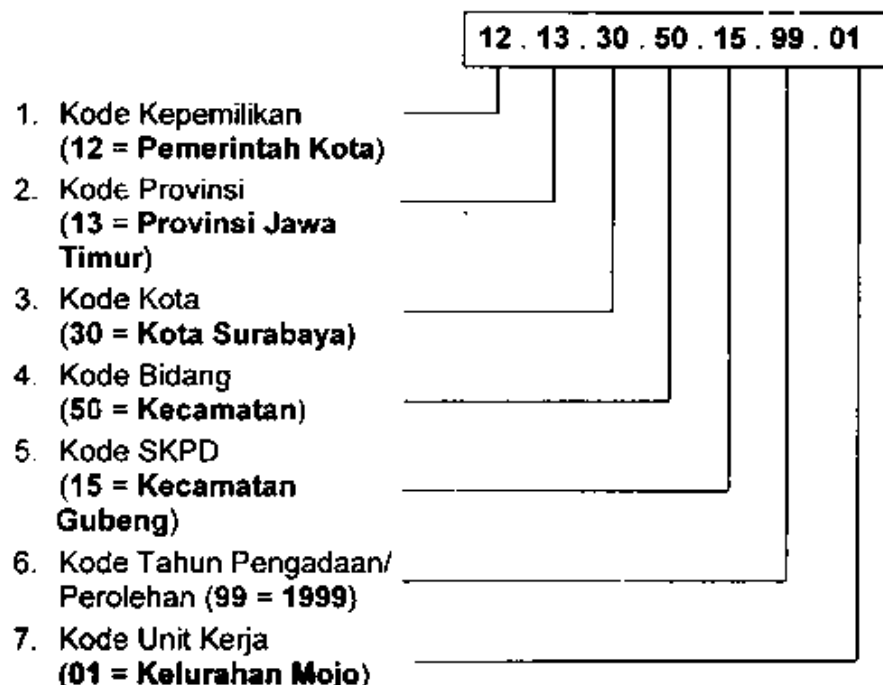 12 . 13 . 30 . 50 . 15 . 99 . 01
1. Kode Kepemilikan
(12 = Pemerintah Kota)
2. Kode Provinsi
(13 = Provinsi Jawa
Timur)
3. Kode Kota
(30 = Kota Surabaya)
4. Kode Bidang
(50 = Kecamatan)
5. Kode SKPD
(15 = Kecamatan
Gubeng)
6. Kode Tahun Pengadaan/
Perolehan (99 = 1999)
7. Kode Unit Kerja
(01 = Kelurahan Mojo)